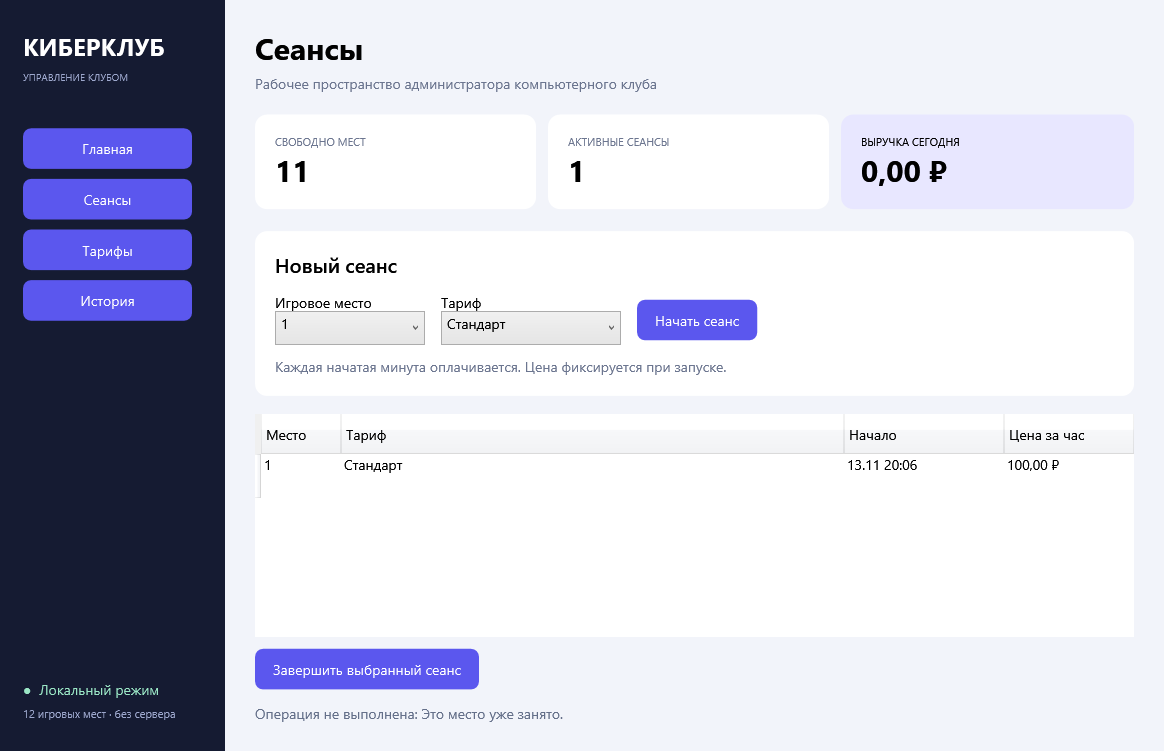 КИБЕРКЛУБ
УПРАВЛЕНИЕ КЛУБОМ
Главная
Сеансы
Тарифы
История
● Локальный режим
12 игровых мест · без сервера
Сеансы
Рабочее пространство администратора компьютерного клуба
СВОБОДНО МЕСТ
11
АКТИВНЫЕ СЕАНСЫ
1
ВЫРУЧКА СЕГОДНЯ
0,00 ₽
Новый сеанс
Игровое место Тариф
1 Стандарт Начать сеанс
Каждая начатая минута оплачивается. Цена фиксируется при запуске.
Место Тариф Начало Цена за час
1 Стандарт 13.11 20:06 100,00 ₽
Завершить выбранный сеанс
Операция не выполнена: Это место уже занято.